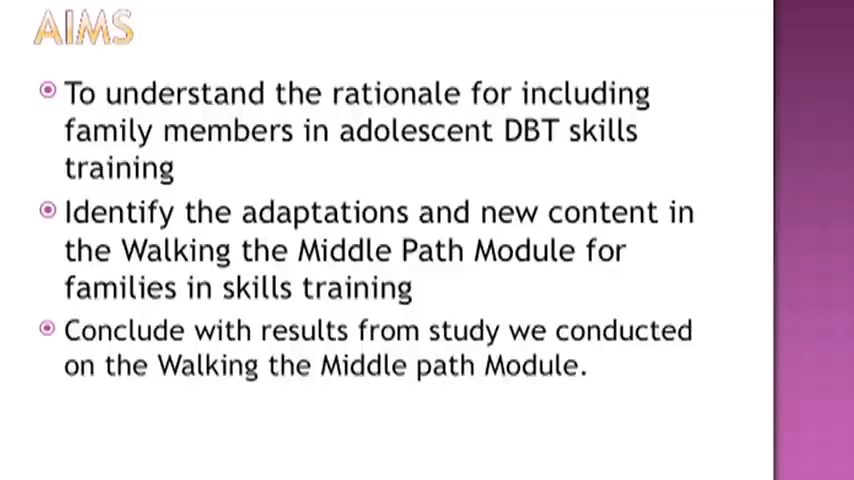 AIMS
To understand the rationale for including
family members in adolescent DBT skills
training
Identify the adaptations and new content in
the Walking the Middle Path Module for
families in skills training
Conclude with results from study we conducted
on the Walking the Middle path Module.